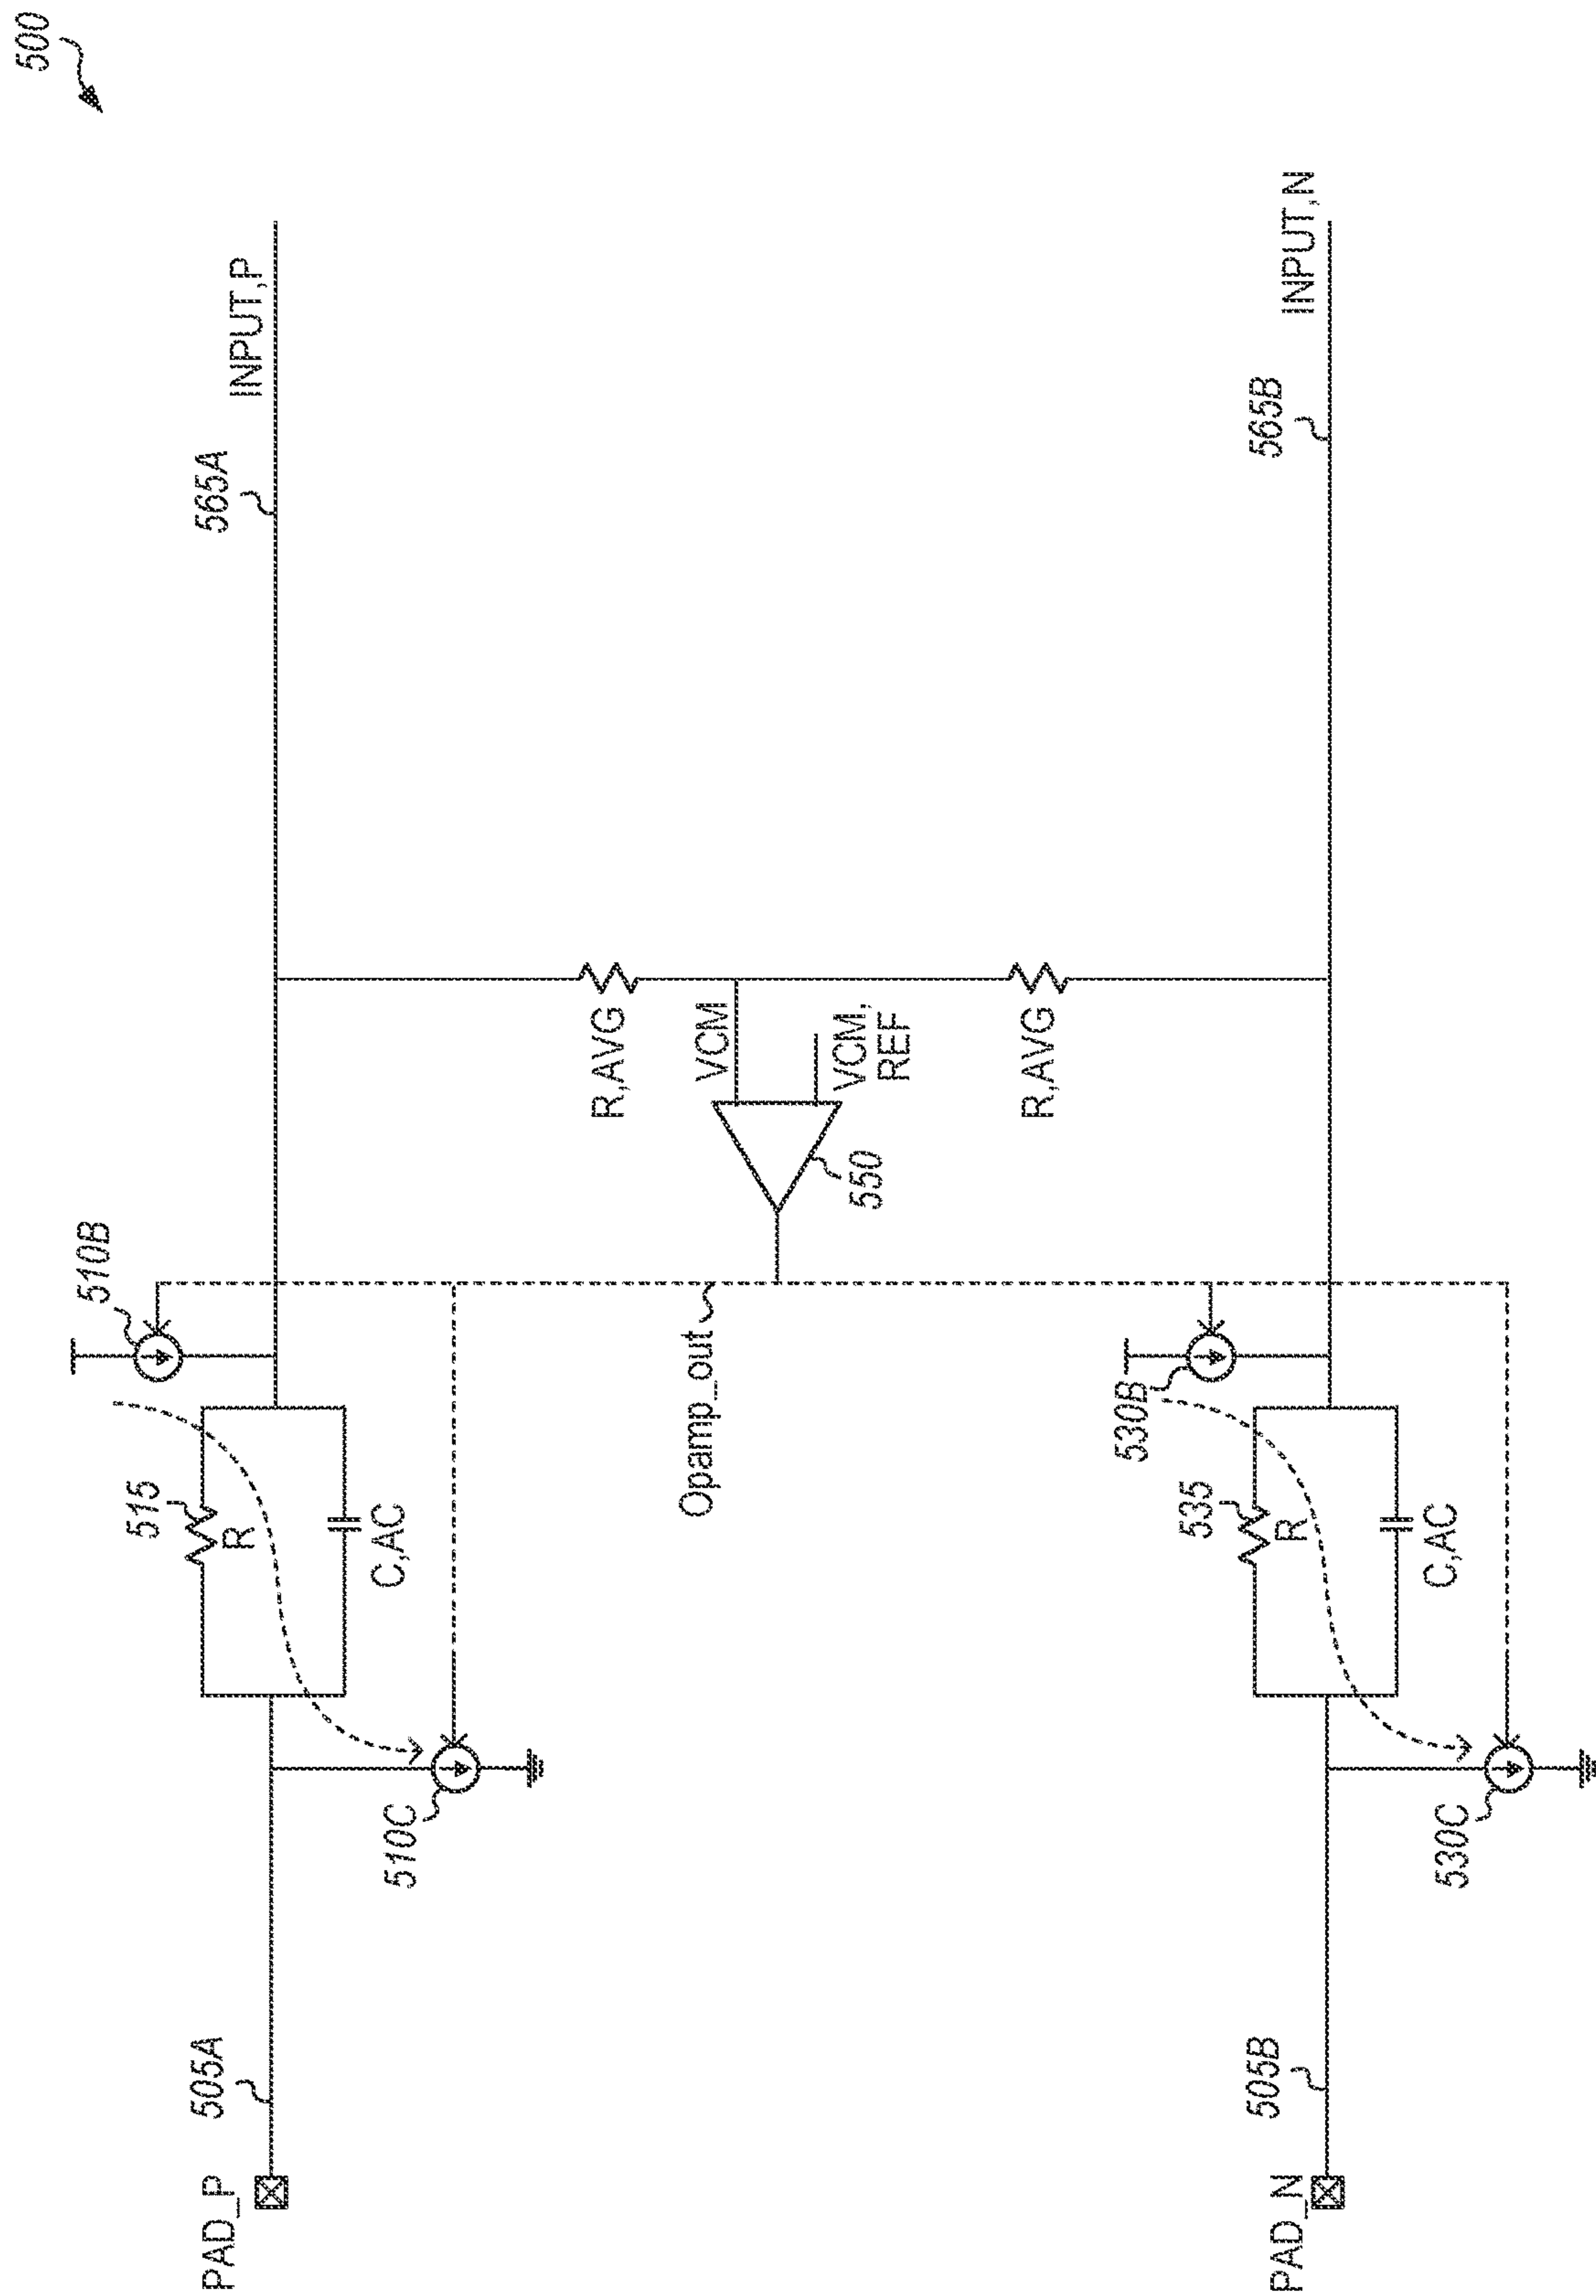 500
PAD_P
505A
510C
515
R
C,AC
510B
565A
INPUT,P
Opamp_out
550
R,AVG
VCM
VCM,
REF
R,AVG
PAD_N
505B
530C
535
R
C,AC
530B
565B
INPUT,N